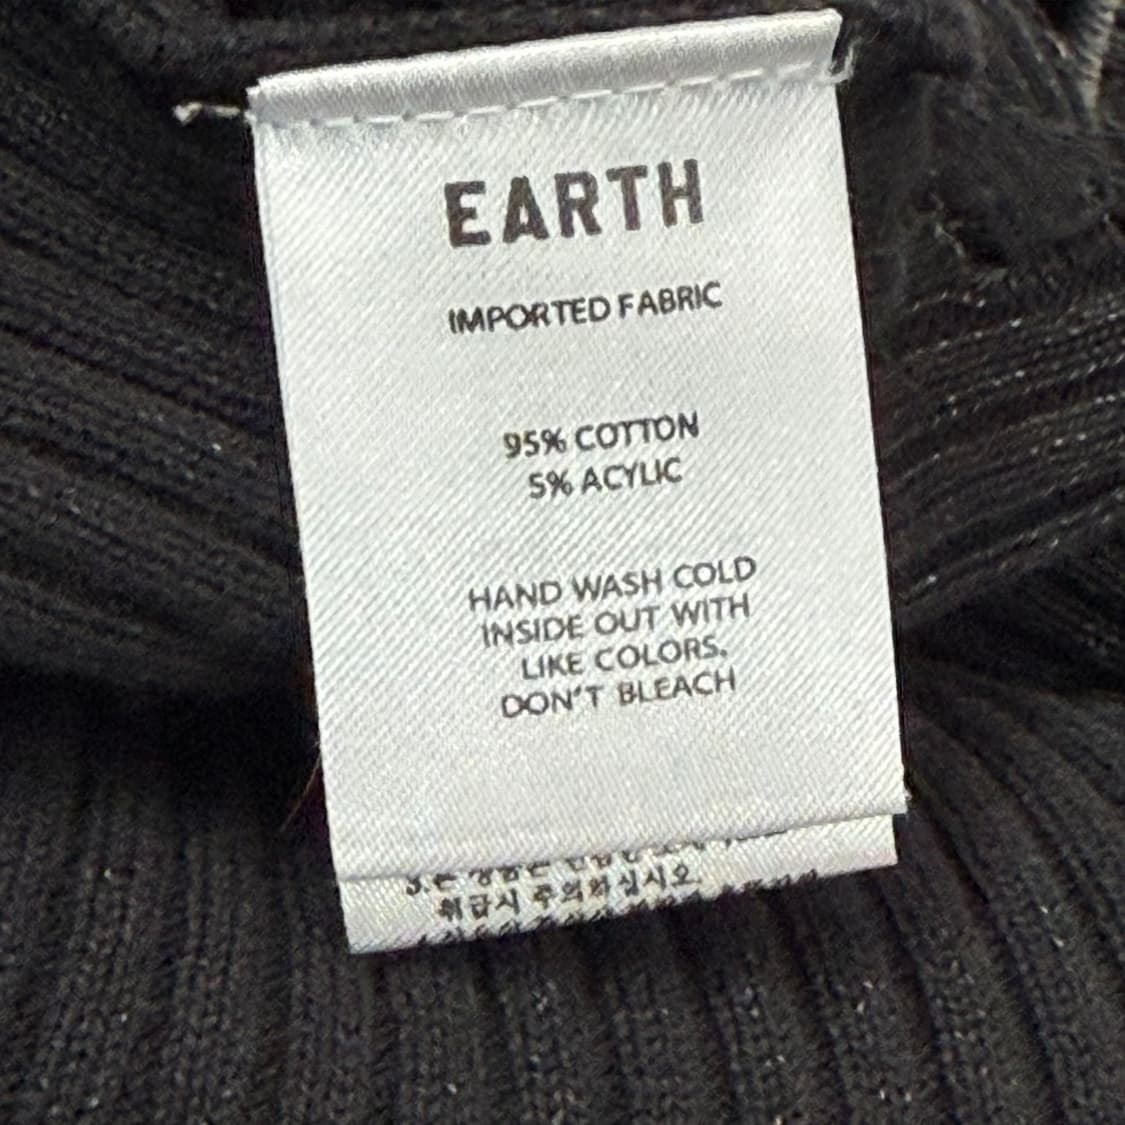 EARTH
IMPORTED FABRIC
95% COTTON
5% ACYLIC
HAND WASH COLD
INSIDE OUT WITH
LIKE COLORS.
DON'T BLEACH
취급시 주의하십시오.